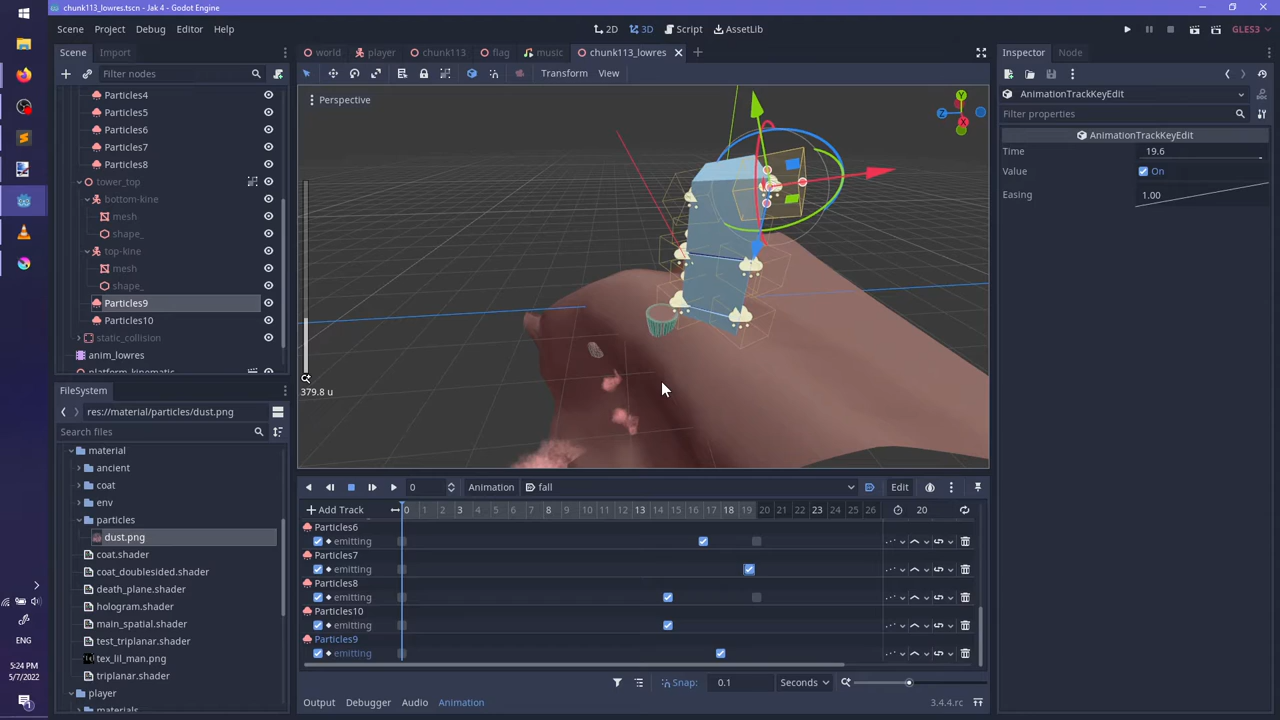 chunk113_lowres.tscn - Jak 4 - Godot Engine
Scene Project Debug Editor Help
2D 3D Script AssetLib
GLES3
Scene Import
world player chunk113 flag music chunk113_lowres
Inspector Node
Filter nodes
Transform View
AnimationTrackKeyEdit
Filter properties
AnimationTrackKeyEdit
Time 19.6
Value On
Easing 1.00
Particles4
Particles5
Particles6
Particles7
Particles8
tower_top
bottom-kine
mesh
shape_
top-kine
mesh
shape_
Particles9
Particles10
static_collision
anim_lowres
platform_kinematic
Perspective
Y
Z
X
379.8 u
FileSystem
res://material/particles/dust.png
Search files
material
ancient
coat
env
particles
dust.png
coat.shader
coat_doublesided.shader
death_plane.shader
hologram.shader
main_spatial.shader
test_triplanar.shader
tex_lil_man.png
triplanar.shader
player
materials
0 Animation fall Edit
Add Track 0 1 2 3 4 5 6 7 8 9 10 11 12 13 14 15 16 17 18 19 20 21 22 23 24 25 26 20
Particles6
emitting
Particles7
emitting
Particles8
emitting
Particles10
emitting
Particles9
emitting
Snap: 0.1 Seconds
Output Debugger Audio Animation 3.4.4.rc
ENG
5:24 PM
5/7/2022